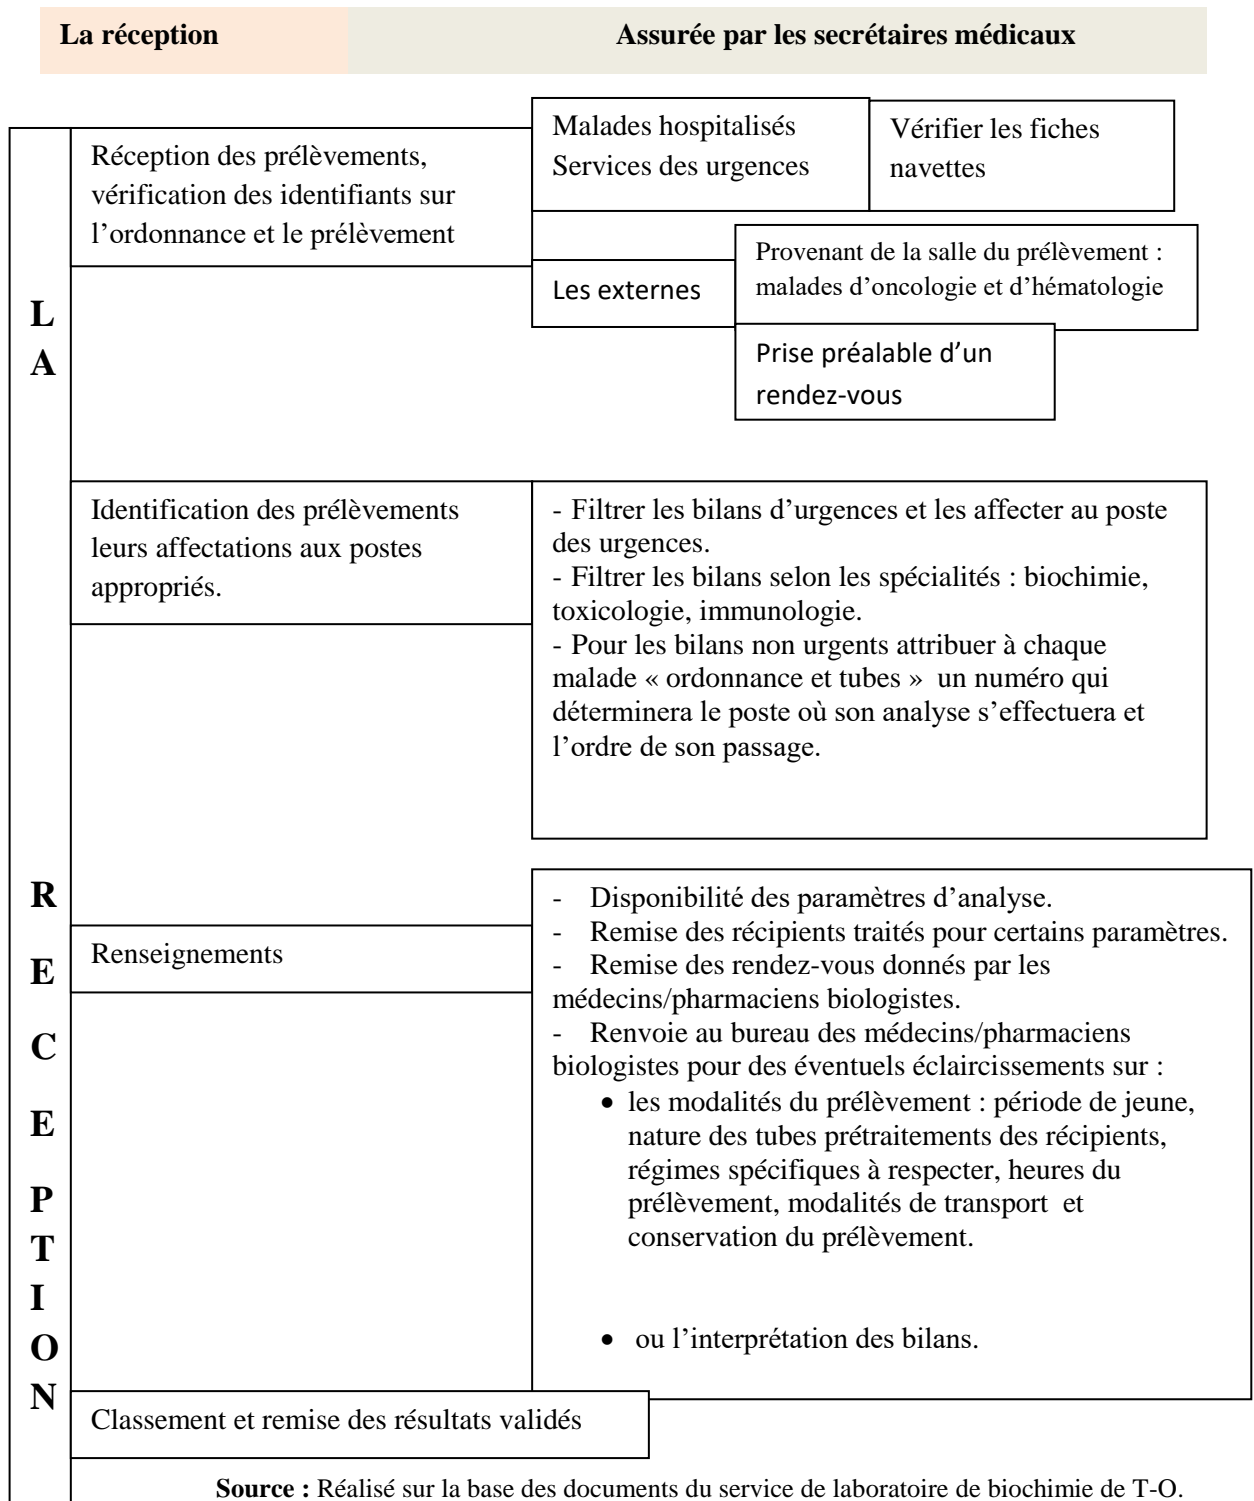 La réception
Assurée par les secrétaires médicaux
LA RECEPTION
Réception des prélèvements,
vérification des identifiants sur
l’ordonnance et le prélèvement
Malades hospitalisés
Services des urgences
Vérifier les fiches
navettes
Les externes
Provenant de la salle du prélèvement :
malades d’oncologie et d’hématologie
Prise préalable d’un
rendez-vous
Identification des prélèvements
leurs affectations aux postes
appropriés.
- Filtrer les bilans d’urgences et les affecter au poste
des urgences.
- Filtrer les bilans selon les spécialités : biochimie,
toxicologie, immunologie.
- Pour les bilans non urgents attribuer à chaque
malade « ordonnance et tubes » un numéro qui
déterminera le poste où son analyse s’effectuera et
l’ordre de son passage.
Renseignements
- Disponibilité des paramètres d’analyse.
- Remise des récipients traités pour certains paramètres.
- Remise des rendez-vous donnés par les
médecins/pharmaciens biologistes.
- Renvoie au bureau des médecins/pharmaciens
biologistes pour des éventuels éclaircissements sur :
• les modalités du prélèvement : période de jeune,
nature des tubes prétraitements des récipients,
régimes spécifiques à respecter, heures du
prélèvement, modalités de transport et
conservation du prélèvement.
• ou l’interprétation des bilans.
Classement et remise des résultats validés
Source : Réalisé sur la base des documents du service de laboratoire de biochimie de T-O.